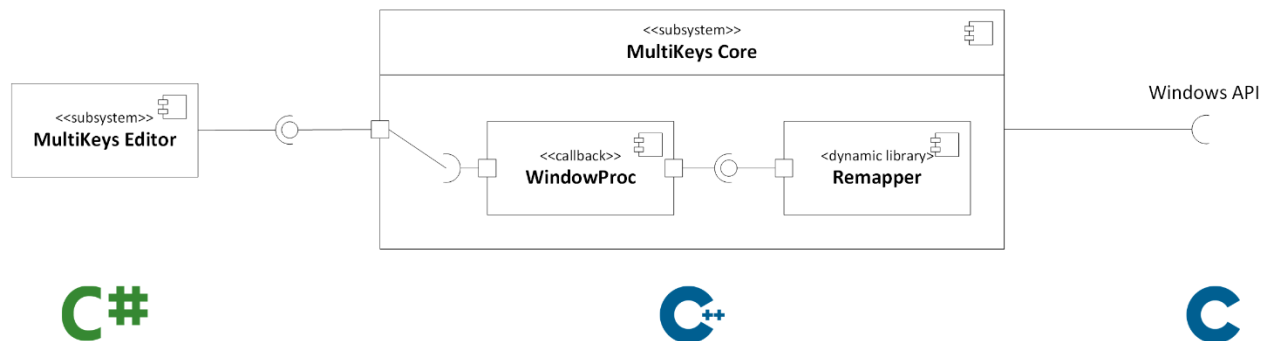 <<subsystem>>
MultiKeys Core
<<subsystem>>
MultiKeys Editor
Windows API
<<callback>>
WindowProc
<dynamic library>
Remapper
C#
C++
C